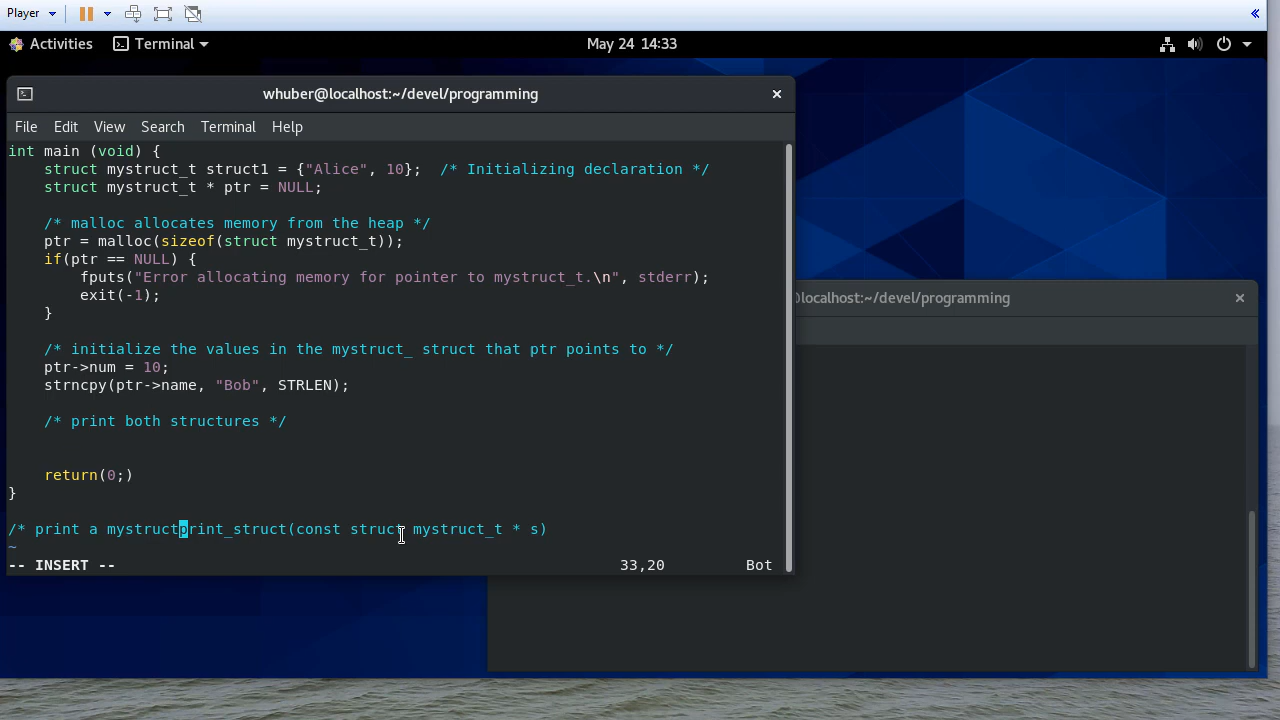 Player
Activities Terminal May 24 14:33
whuber@localhost:~/devel/programming
File Edit View Search Terminal Help
int main (void) {
    struct mystruct_t struct1 = {"Alice", 10};  /* Initializing declaration */
    struct mystruct_t * ptr = NULL;
    /* malloc allocates memory from the heap */
    ptr = malloc(sizeof(struct mystruct_t));
    if(ptr == NULL) {
        fputs("Error allocating memory for pointer to mystruct_t.\n", stderr);
        exit(-1);
    }
    /* initialize the values in the mystruct_ struct that ptr points to */
    ptr->num = 10;
    strncpy(ptr->name, "Bob", STRLEN);
    /* print both structures */
    return(0;)
}
/* print a mystructprint_struct(const struct mystruct_t * s)
~
-- INSERT -- 33,20 Bot
localhost:~/devel/programming